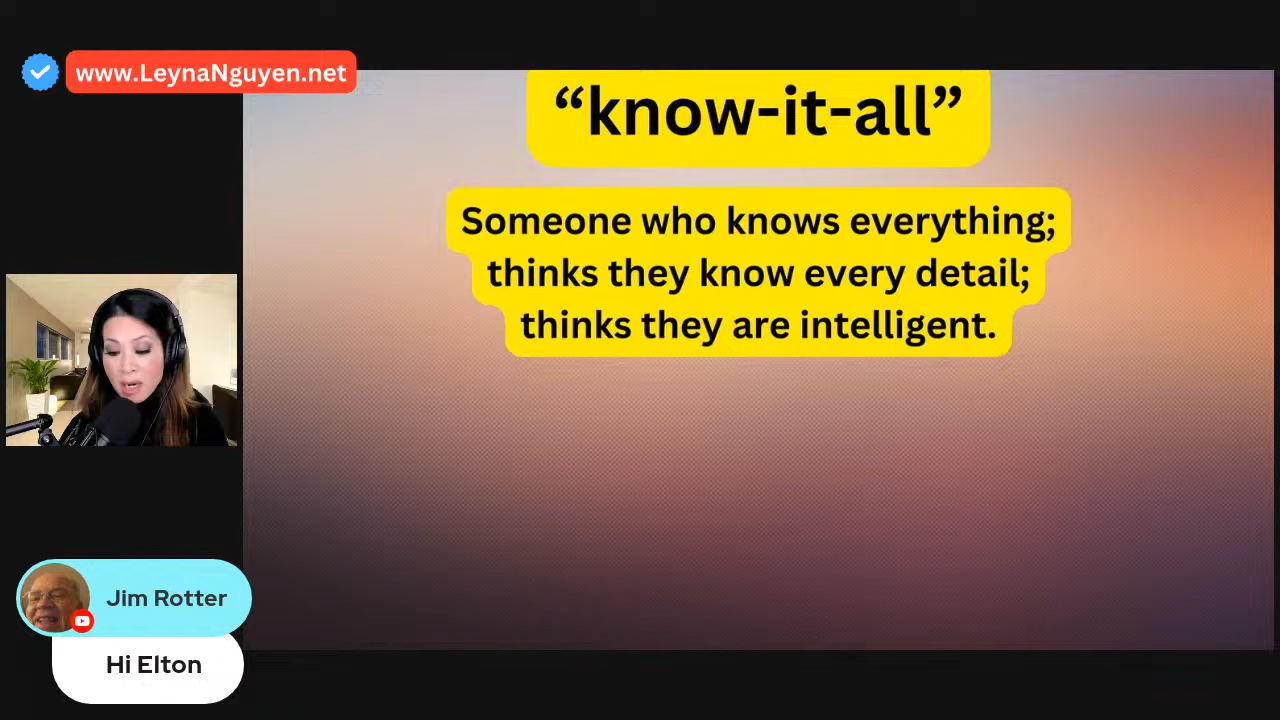 www.LeynaNguyen.net
“know-it-all”
Someone who knows everything;
thinks they know every detail;
thinks they are intelligent.
Jim Rotter
Hi Elton